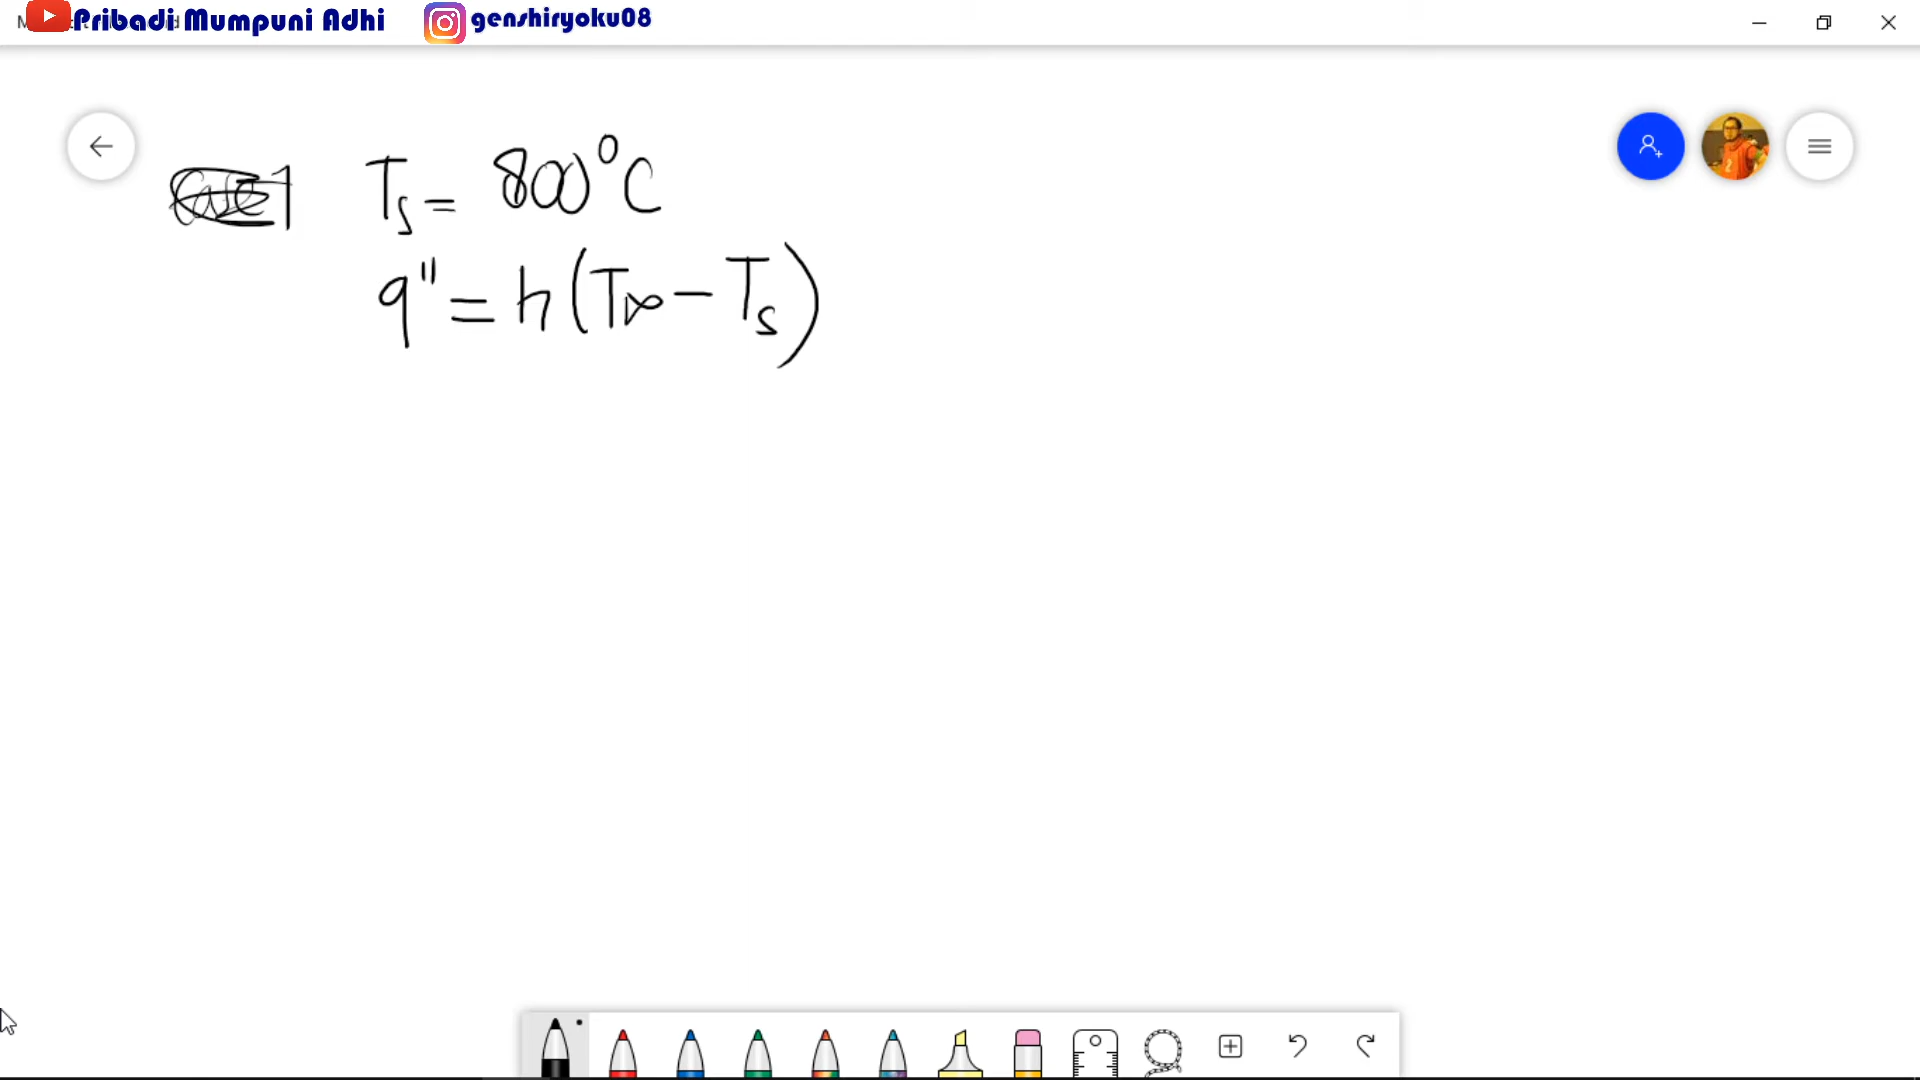 Pribadi Mumpuni Adhi genshiryoku08
1 Ts = 800°C
q" = h(T∞ - Ts)